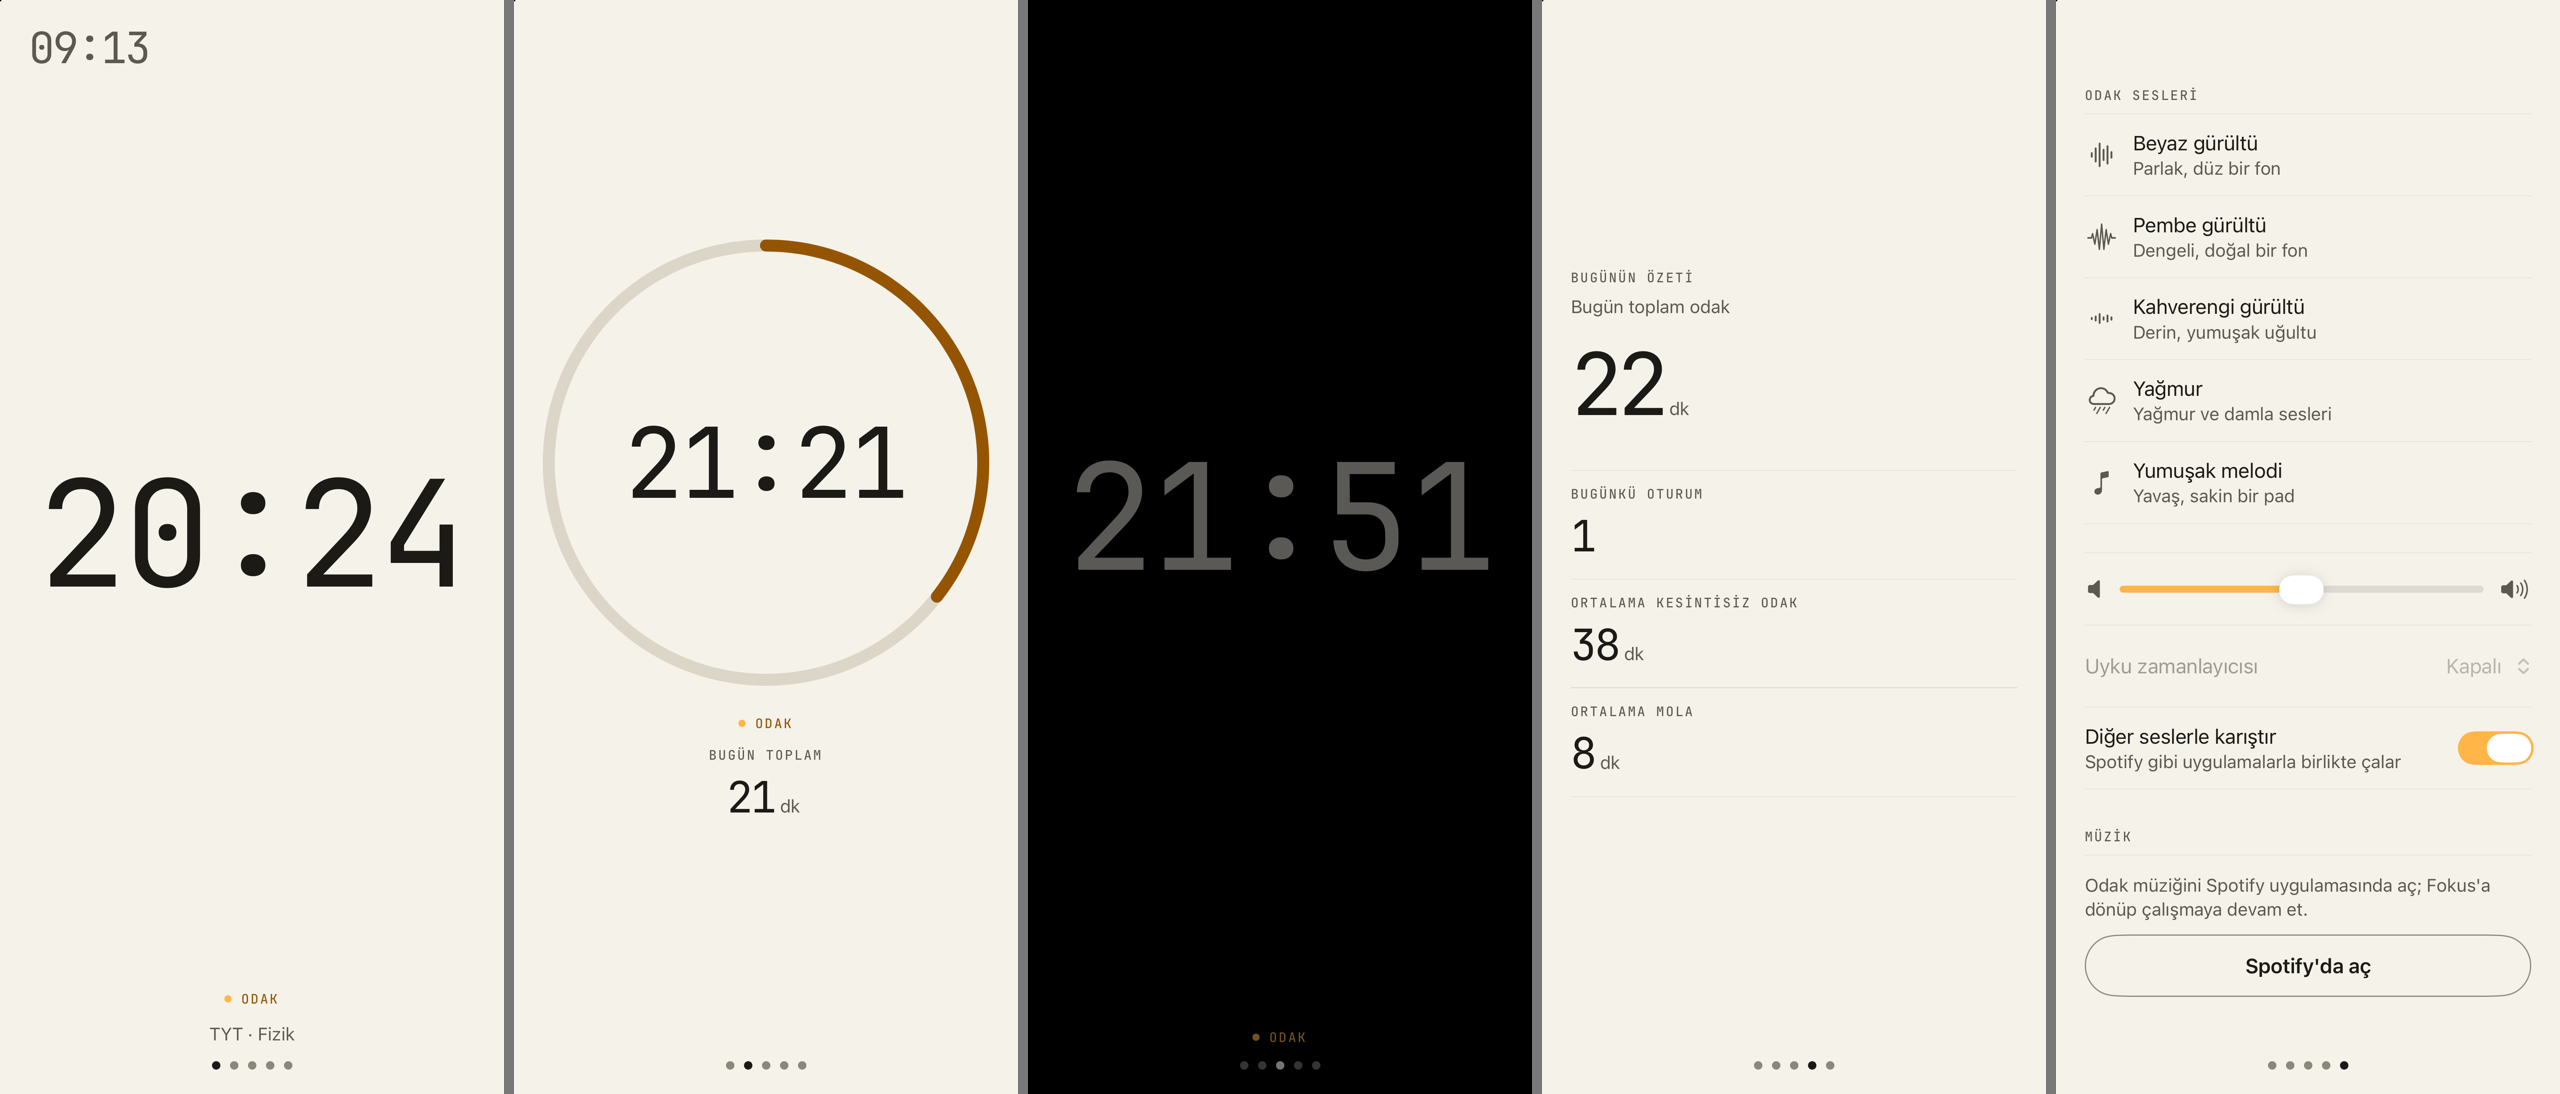 09:13
20:24
ODAK
TYT · Fizik
21:21
ODAK
BUGÜN TOPLAM
21 dk
21:51
ODAK
BUGÜNÜN ÖZETİ
Bugün toplam odak
22 dk
BUGÜNKÜ OTURUM
1
ORTALAMA KESİNTİSİZ ODAK
38 dk
ORTALAMA MOLA
8 dk
ODAK SESLERİ
Beyaz gürültü
Parlak, düz bir fon
Pembe gürültü
Dengeli, doğal bir fon
Kahverengi gürültü
Derin, yumuşak uğultu
Yağmur
Yağmur ve damla sesleri
Yumuşak melodi
Yavaş, sakin bir pad
Uyku zamanlayıcısı Kapalı
Diğer seslerle karıştır
Spotify gibi uygulamalarla birlikte çalar
MÜZİK
Odak müziğini Spotify uygulamasında aç; Fokus'a
dönüp çalışmaya devam et.
Spotify'da aç